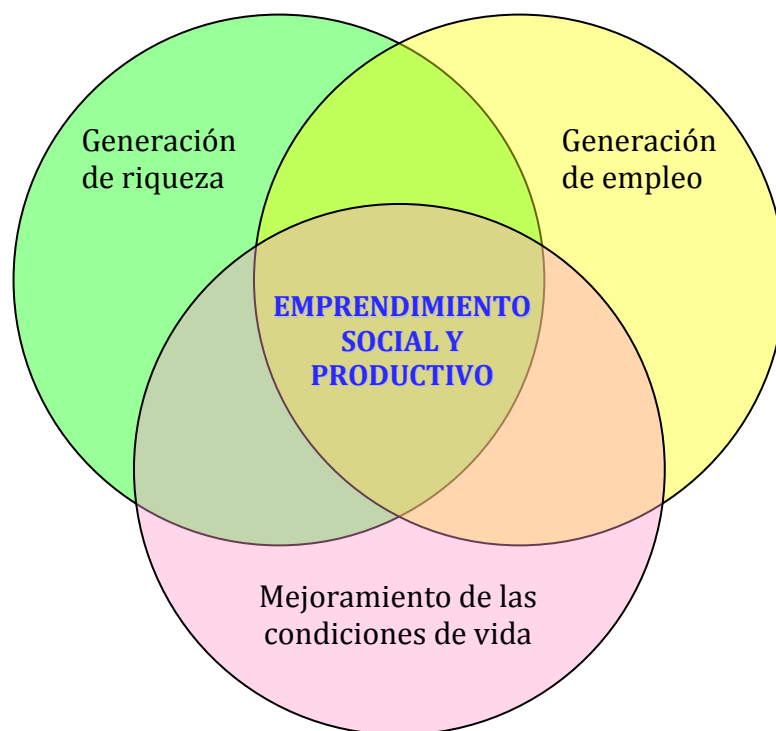 Generación
de riqueza
Generación
de empleo
EMPRENDIMIENTO
SOCIAL Y
PRODUCTIVO
Mejoramiento de las
condiciones de vida